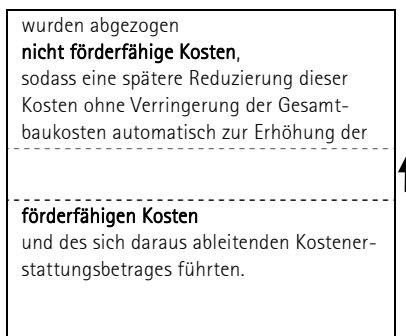 wurden abgezogen
nicht förderfähige Kosten,
sodass eine spätere Reduzierung dieser
Kosten ohne Verringerung der Gesamt-
baukosten automatisch zur Erhöhung der
förderfähigen Kosten
und des sich daraus ableitenden Kostener-
stattungsbetrages führten.